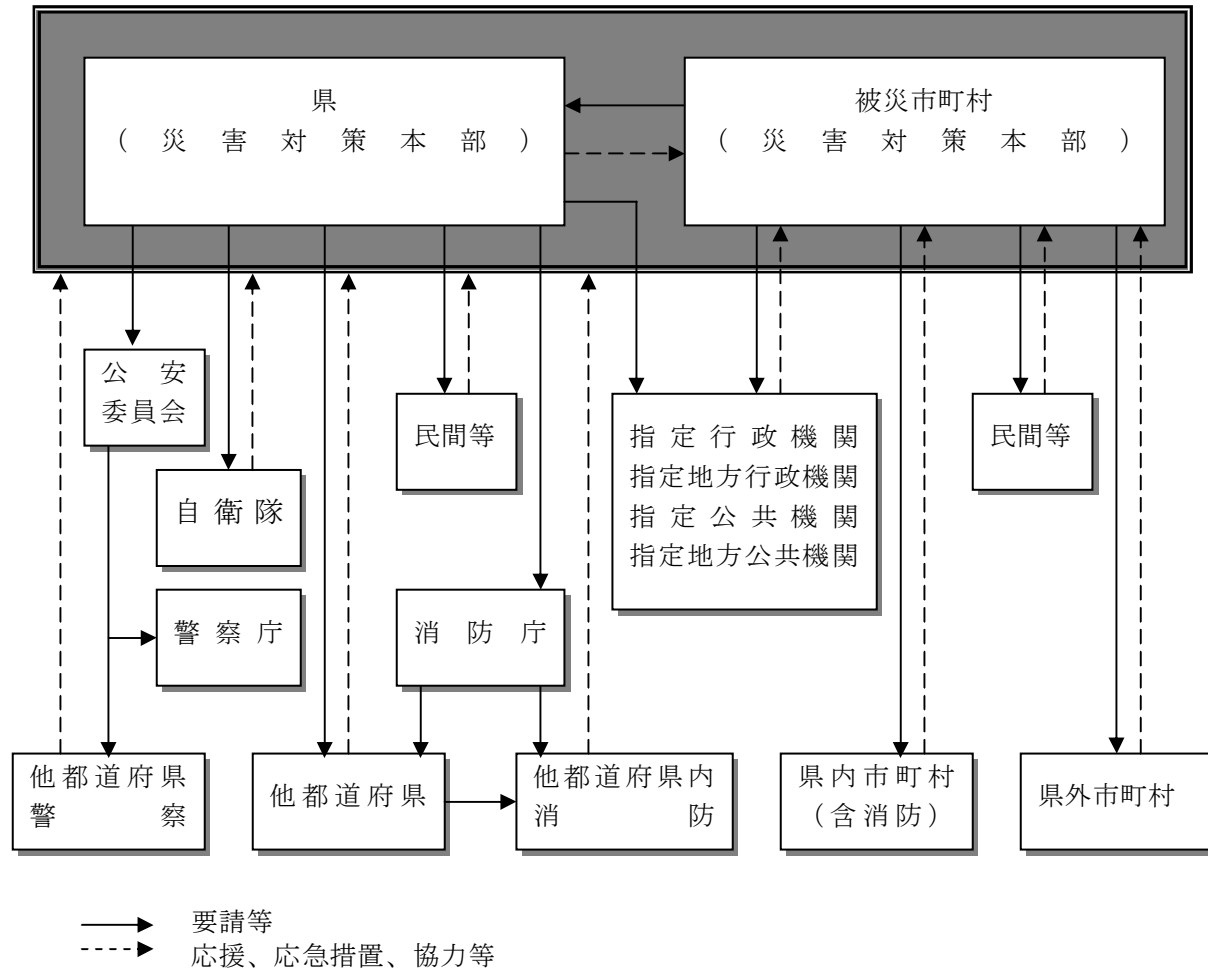 県
（災害対策本部）
被災市町村
（災害対策本部）
公安
委員会
民間等
指定行政機関
指定地方行政機関
指定公共機関
指定地方公共機関
民間等
自衛隊
警察庁
消防庁
他都道府県
警察
他都道府県
他都道府県内
消防
県内市町村
（含消防）
県外市町村
要請等
応援、応急措置、協力等